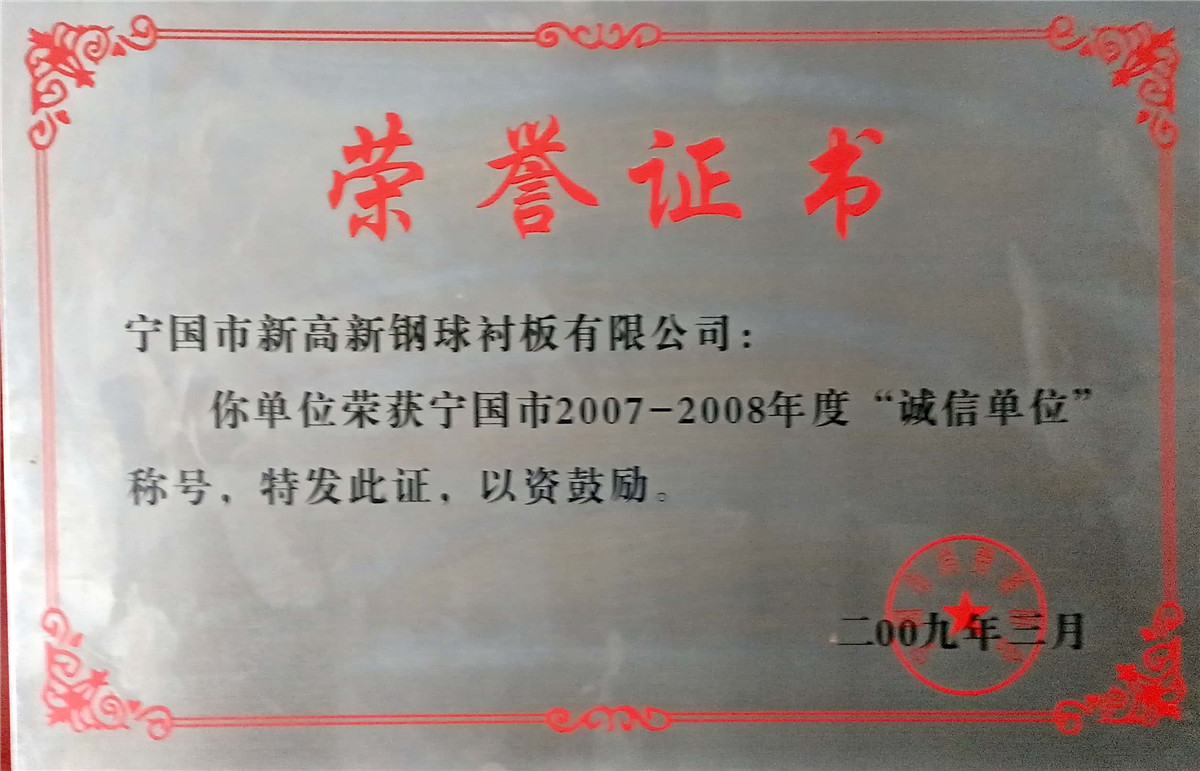 荣誉证书
宁国市新高新钢球衬板有限公司：
你单位荣获宁国市2007-2008年度“诚信单位”
称号，特发此证，以资鼓励。
二00九年三月